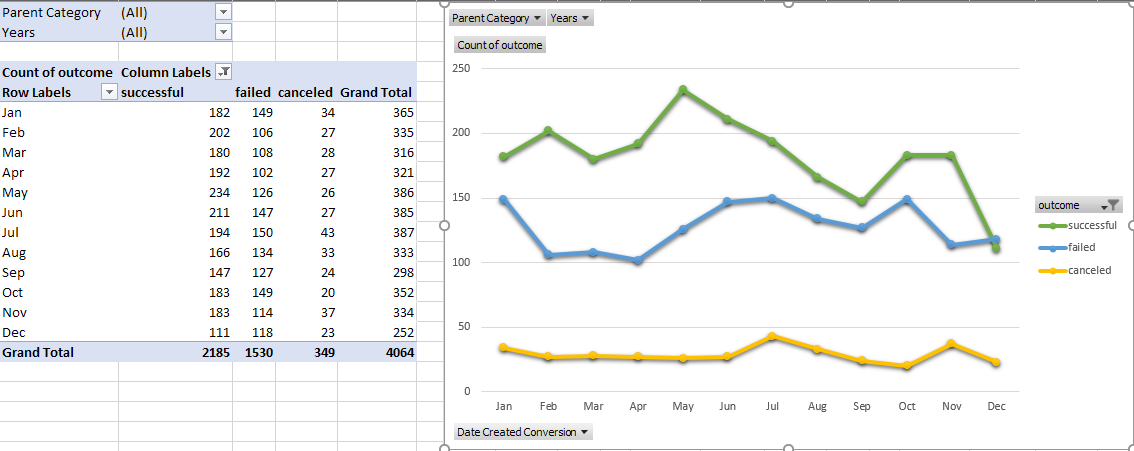 Parent Category (All)
Years (All)
Count of outcome Column Labels
Row Labels successful failed canceled Grand Total
Jan 182 149 34 365
Feb 202 106 27 335
Mar 180 108 28 316
Apr 192 102 27 321
May 234 126 26 386
Jun 211 147 27 385
Jul 194 150 43 387
Aug 166 134 33 333
Sep 147 127 24 298
Oct 183 149 20 352
Nov 183 114 37 334
Dec 111 118 23 252
Grand Total 2185 1530 349 4064
Parent Category Years
Count of outcome
250
200
150
100
50
0
Jan Feb Mar Apr May Jun Jul Aug Sep Oct Nov Dec
Date Created Conversion
outcome
successful
failed
canceled